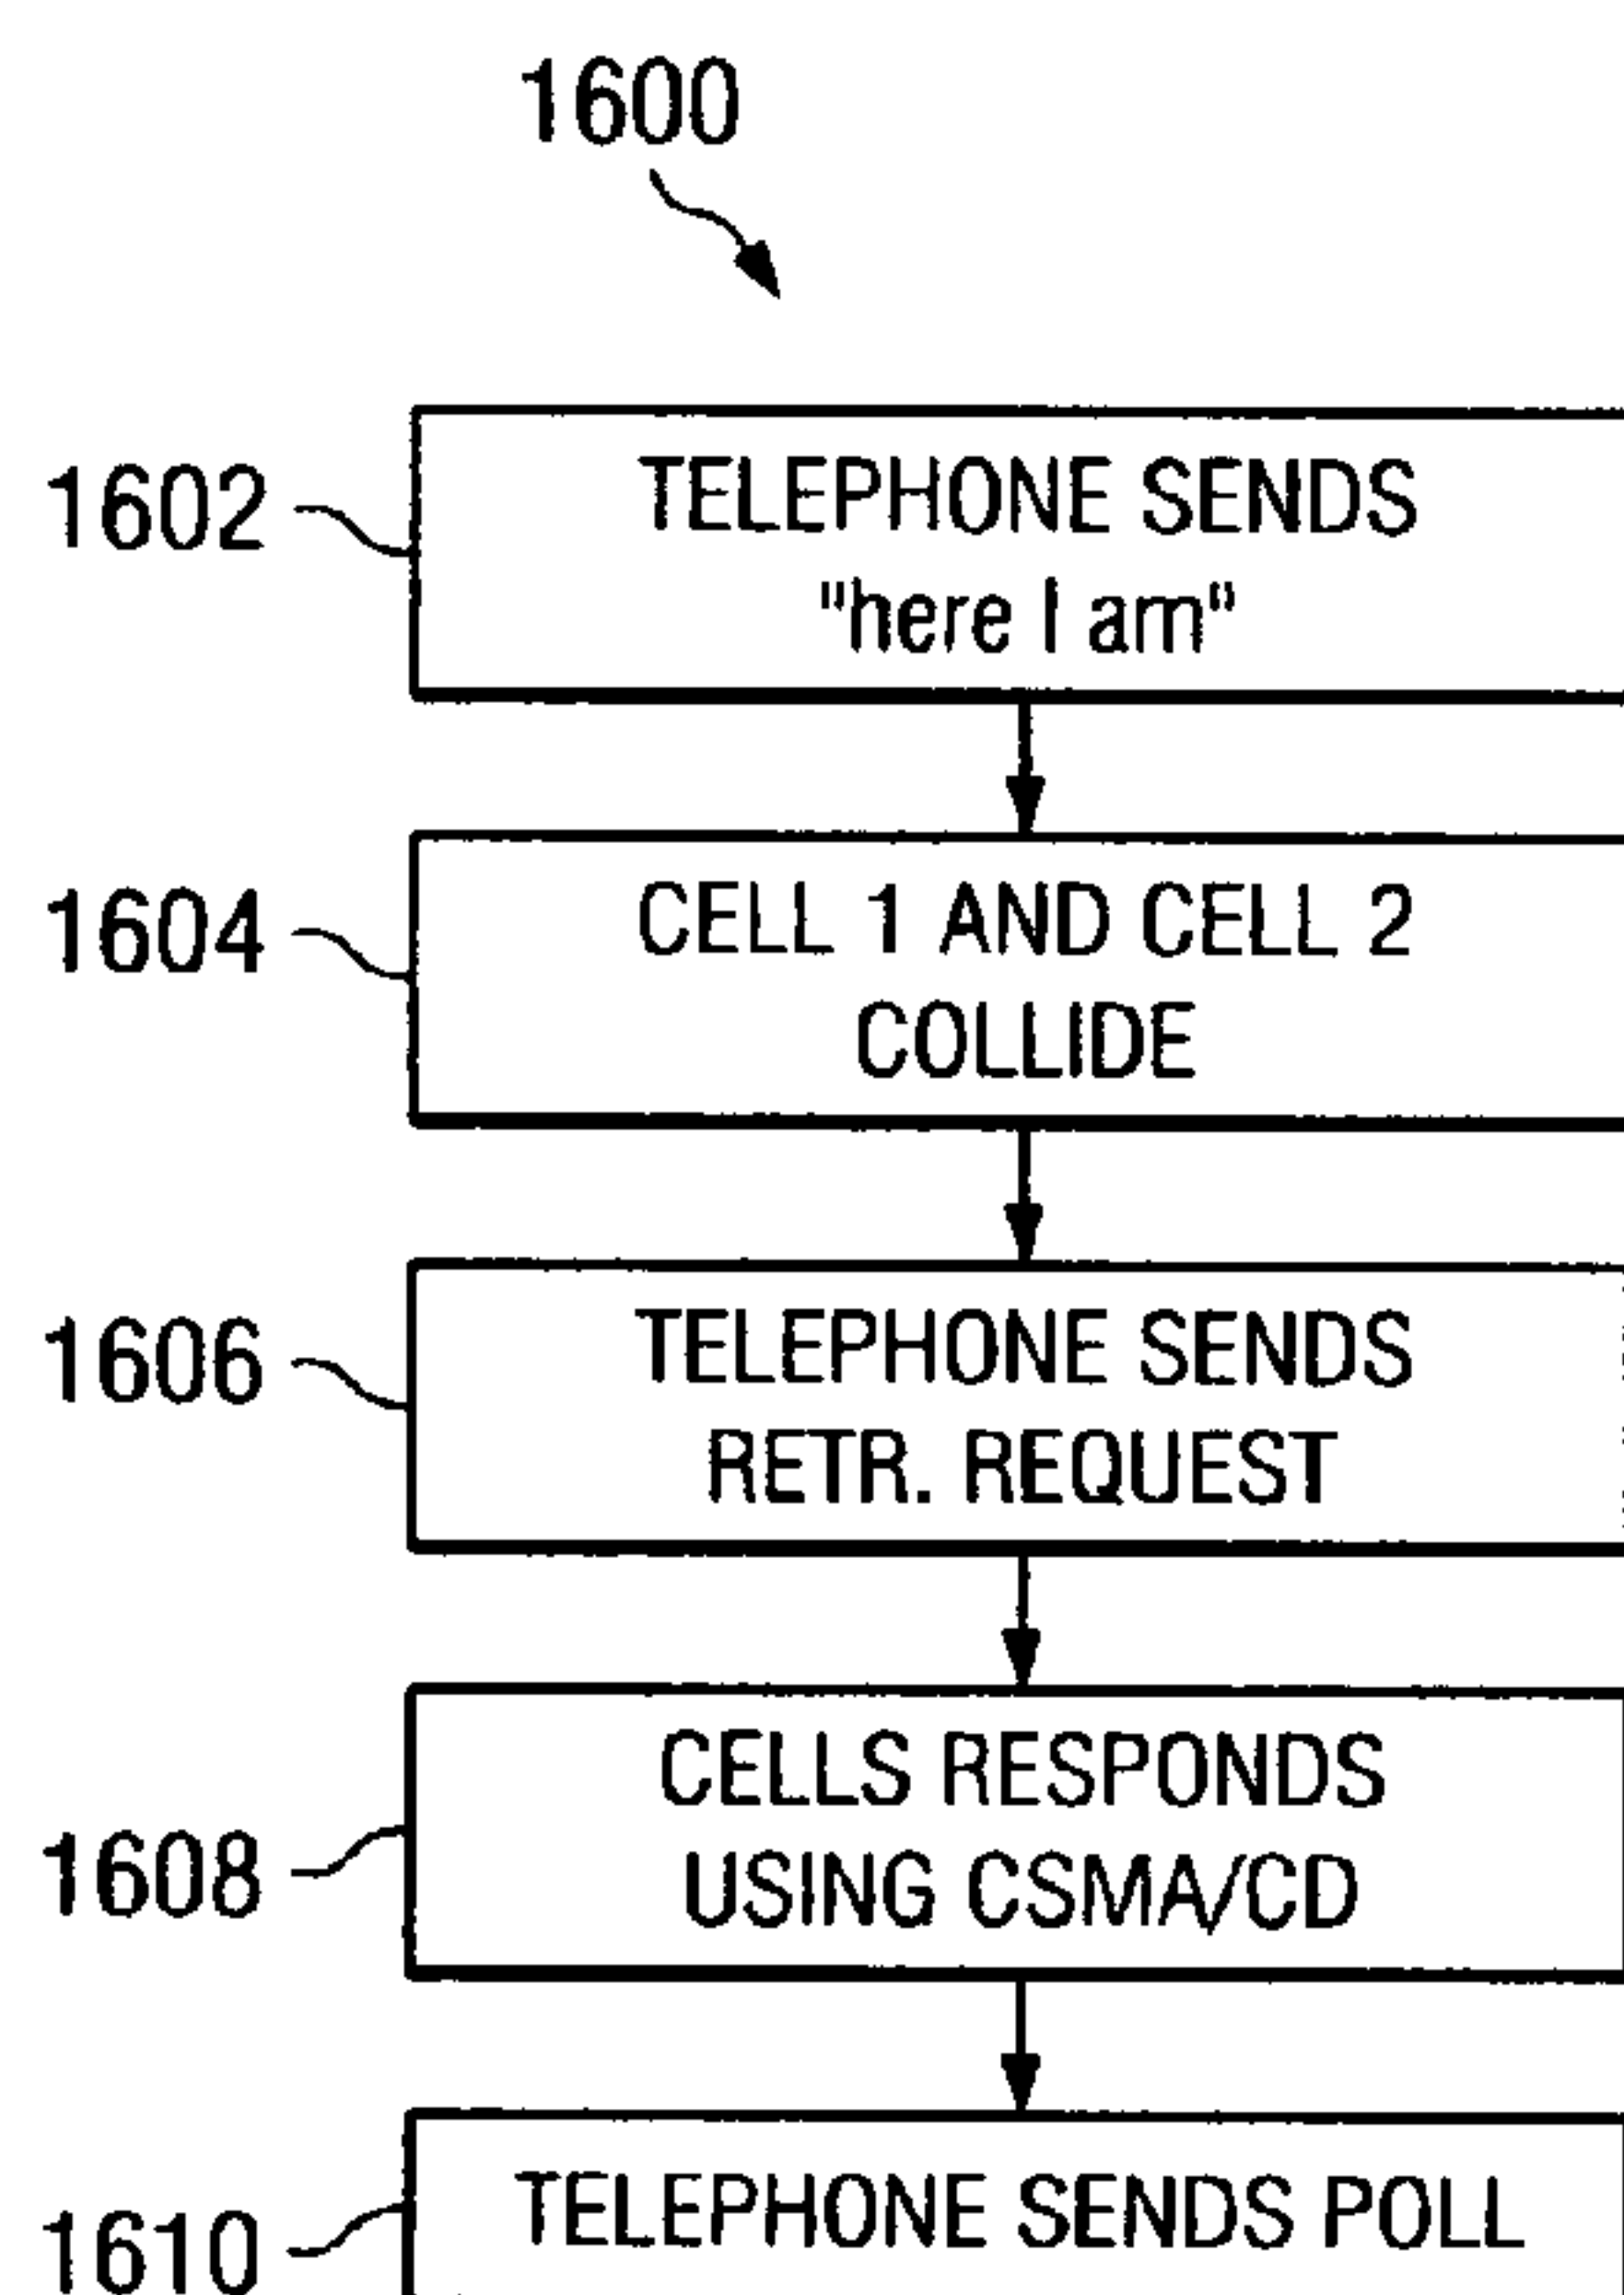 1600
1602
TELEPHONE SENDS
"here I am"
1604
CELL 1 AND CELL 2
COLLIDE
1606
TELEPHONE SENDS
RETR. REQUEST
1608
CELLS RESPONDS
USING CSMA/CD
1610
TELEPHONE SENDS POLL